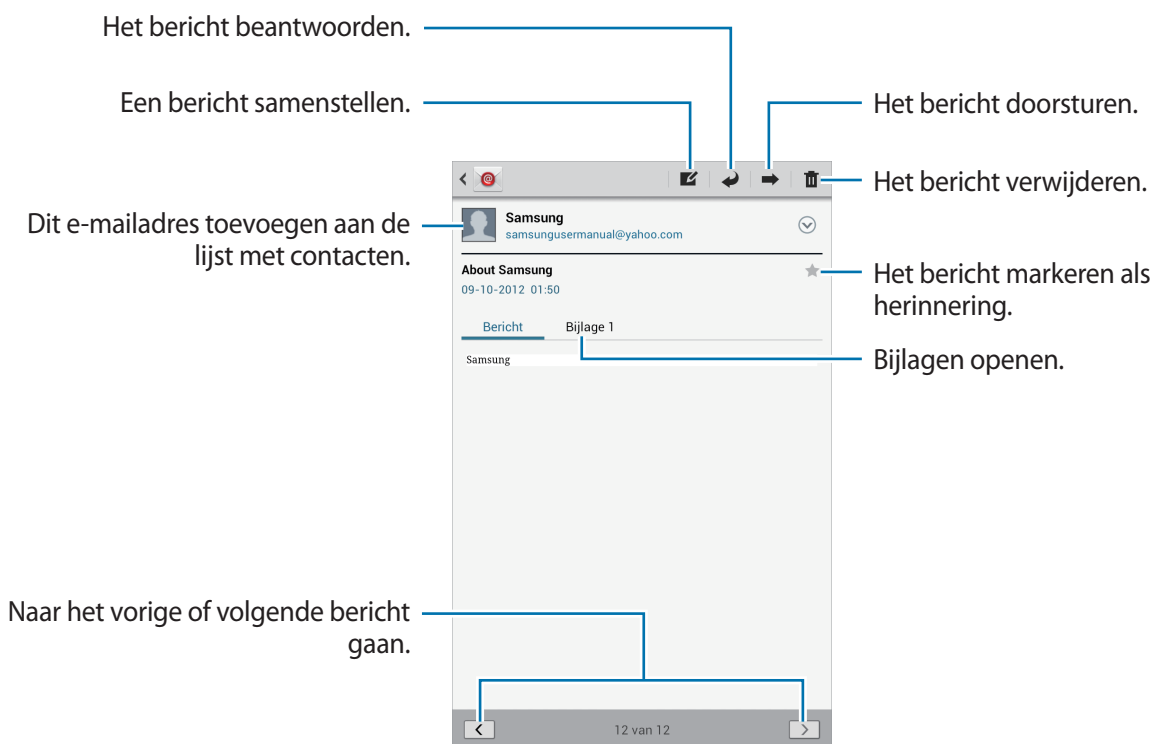 Het bericht beantwoorden.
Een bericht samenstellen.
Het bericht doorsturen.
Het bericht verwijderen.
Dit e-mailadres toevoegen aan de
lijst met contacten.
Samsung
samsungusermanual@yahoo.com
About Samsung
09-10-2012 01:50
Het bericht markeren als
herinnering.
Bericht
Bijlage 1
Bijlagen openen.
Samsung
Naar het vorige of volgende bericht
gaan.
12 van 12